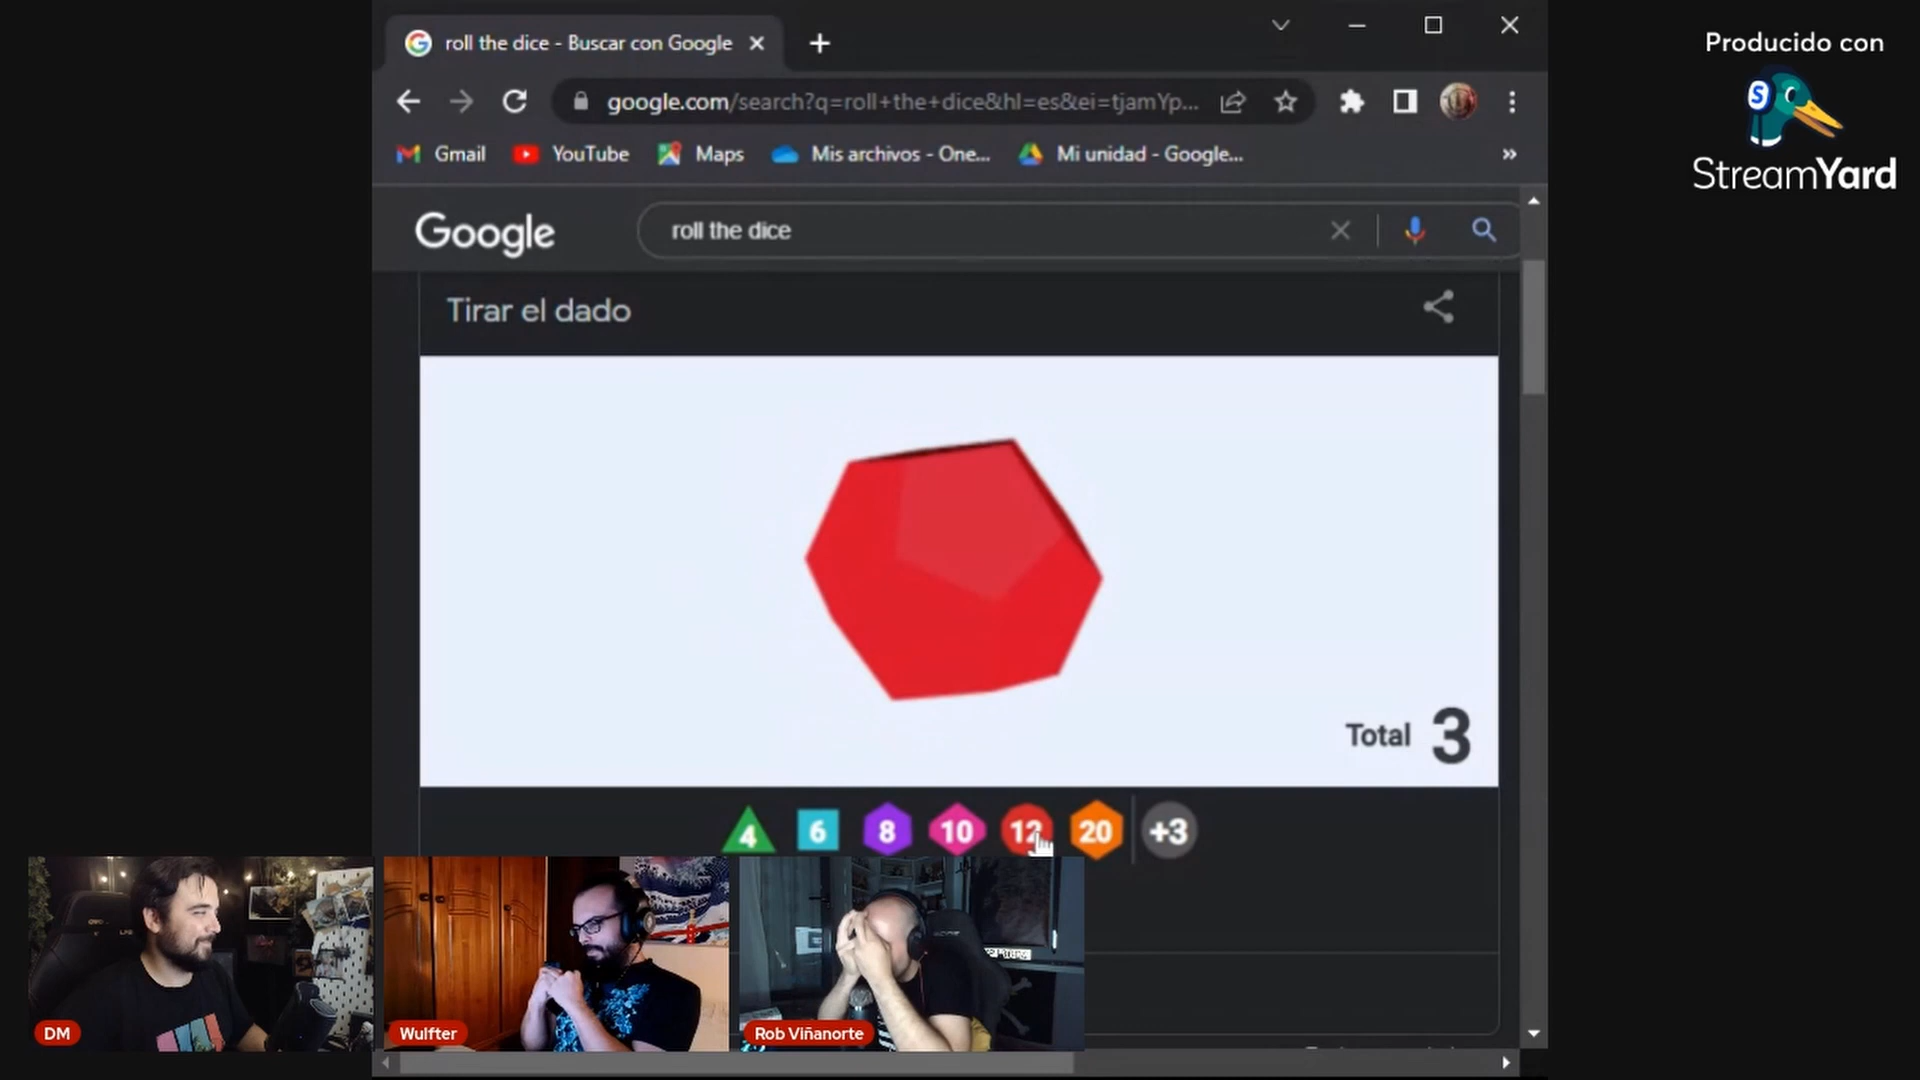 roll the dice - Buscar con Google
google.com/search?q=roll+the+dice&hl=es&ei=tjamYp...
Gmail
YouTube
Maps
Mis archivos - One...
Mi unidad - Google...
»
Producido con
S
StreamYard
Google
roll the dice
Tirar el dado
Total 3
4
6
8
10
12
20
+3
DM
Wulfter
Rob Viñanorte